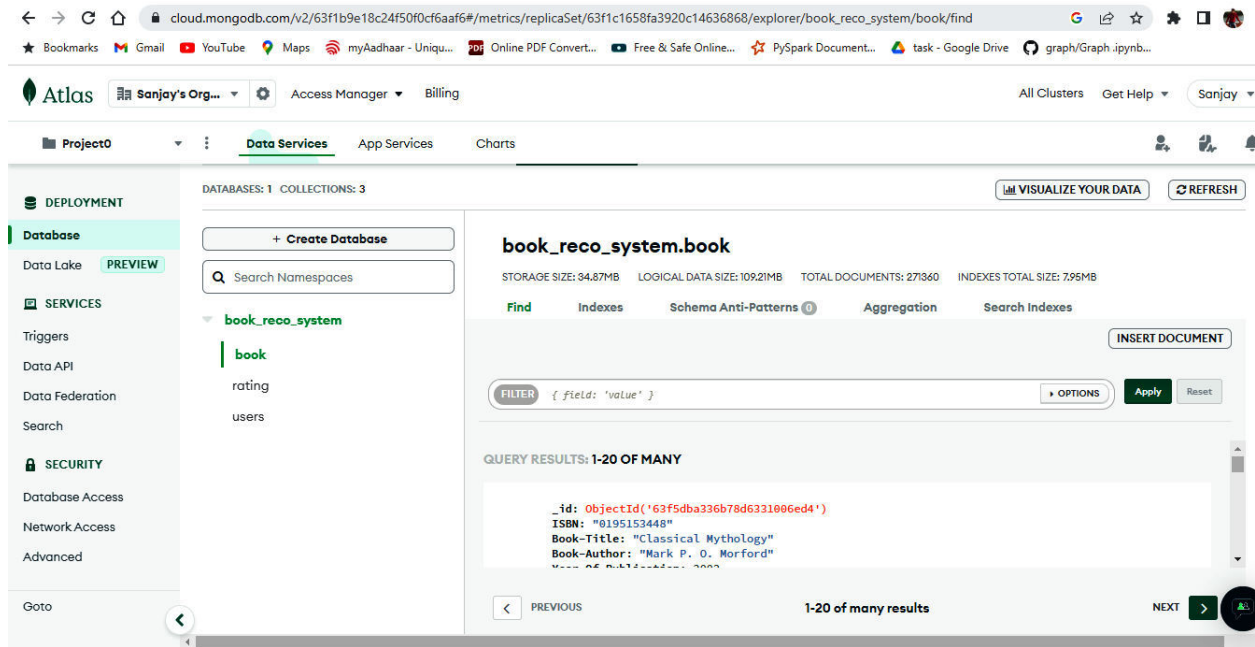 cloud.mongodb.com/v2/63f1b9e18c24f50f0cf6aaf6#/metrics/replicaSet/63f1c1658fa3920c14636868/explorer/book_reco_system/book/find
Bookmarks Gmail YouTube Maps myAadhaar - Uniqu... PDF Online PDF Convert... Free & Safe Online... PySpark Document... task - Google Drive graph/Graph .ipynb...
Atlas Sanjay's Org... Access Manager Billing All Clusters Get Help Sanjay
Project0 Data Services App Services Charts
DATABASES: 1 COLLECTIONS: 3
VISUALIZE YOUR DATA REFRESH
DEPLOYMENT
Database
Data Lake PREVIEW
SERVICES
Triggers
Data API
Data Federation
Search
SECURITY
Database Access
Network Access
Advanced
Goto
+ Create Database
Search Namespaces
book_reco_system
book
rating
users
book_reco_system.book
STORAGE SIZE: 34.87MB LOGICAL DATA SIZE: 109.21MB TOTAL DOCUMENTS: 271360 INDEXES TOTAL SIZE: 7.95MB
Find Indexes Schema Anti-Patterns 0 Aggregation Search Indexes
INSERT DOCUMENT
FILTER { field: 'value' } OPTIONS Apply Reset
QUERY RESULTS: 1-20 OF MANY
_id: ObjectId('63f5dba336b78d6331006ed4')
ISBN: "0195153448"
Book-Title: "Classical Mythology"
Book-Author: "Mark P. O. Morford"
Year-Of-Publication: 2002
PREVIOUS 1-20 of many results NEXT